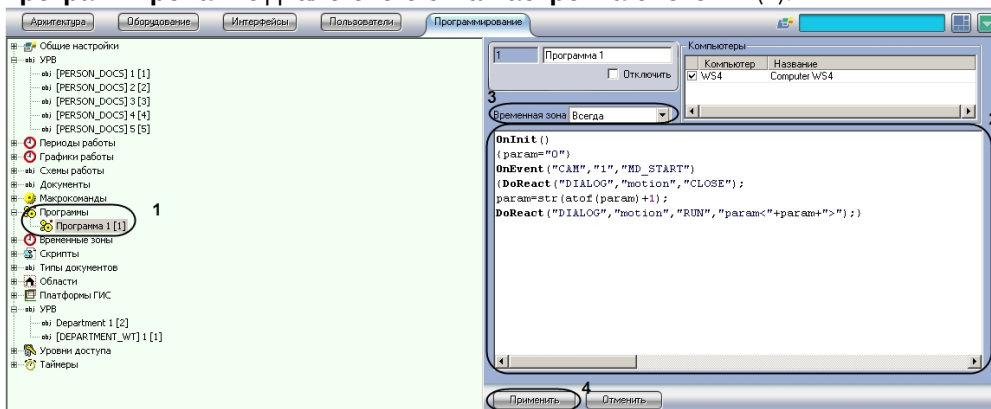 Архитектура Оборудование Интерфейсы Пользователи Программирование
Общие настройки
УРВ
[PERSON_DOCS] 1 [1]
[PERSON_DOCS] 2 [2]
[PERSON_DOCS] 3 [3]
[PERSON_DOCS] 4 [4]
[PERSON_DOCS] 5 [5]
Периоды работы
Графики работы
Схемы работы
Документы
Макрокоманды
Программы
Программа 1 [1]
1
Временные зоны
Скрипты
Типы документов
Области
Платформы ГИС
УРВ
Department 1 [2]
[DEPARTMENT_WT] 1 [1]
Уровни доступа
Таймеры
1 Программа 1
Отключить
Компьютеры
Компьютер Название
WS4 Computer WS4
3
Временная зона Всегда
OnInit()
{param="0"}
OnEvent("CAM","1","MD_START")
{DoReact("DIALOG","motion","CLOSE");
param=str(atof(param)+1);
DoReact("DIALOG","motion","RUN","param<"+param+">");}
4
Применить Отменить